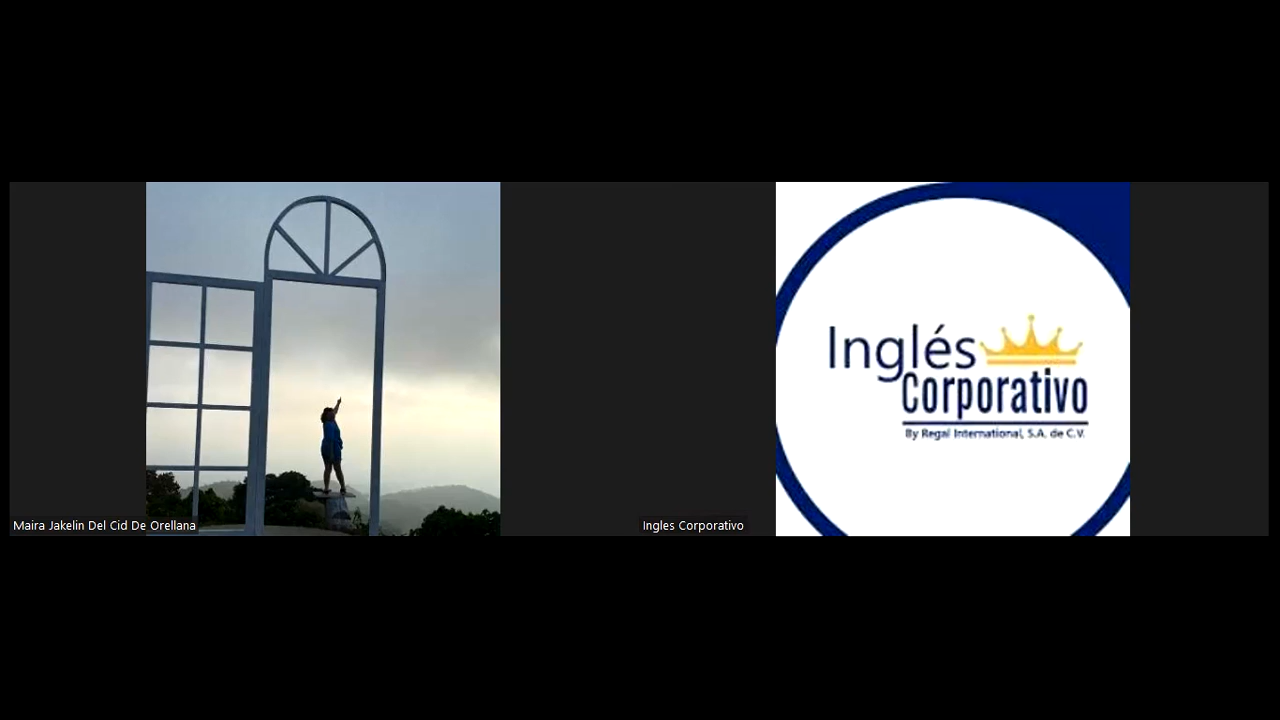 Inglés
Corporativo
By Regal International, S.A. de C.V.
Maira Jakelin Del Cid De Orellana
Ingles Corporativo